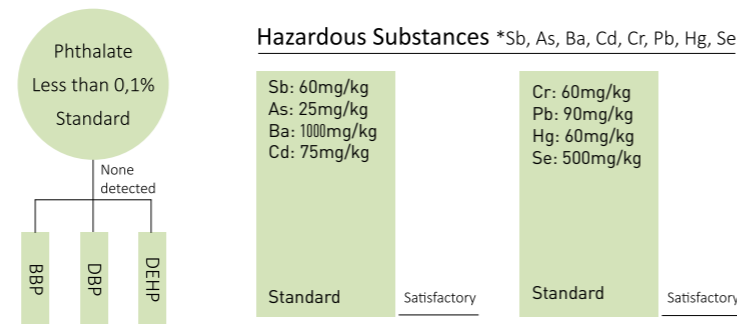 Phthalate
Less than 0,1%
Standard
None
detected
BBP
DBP
DEHP
Hazardous Substances *Sb, As, Ba, Cd, Cr, Pb, Hg, Se
Sb: 60mg/kg
As: 25mg/kg
Ba: 1000mg/kg
Cd: 75mg/kg
Standard
Satisfactory
Cr: 60mg/kg
Pb: 90mg/kg
Hg: 60mg/kg
Se: 500mg/kg
Standard
Satisfactory